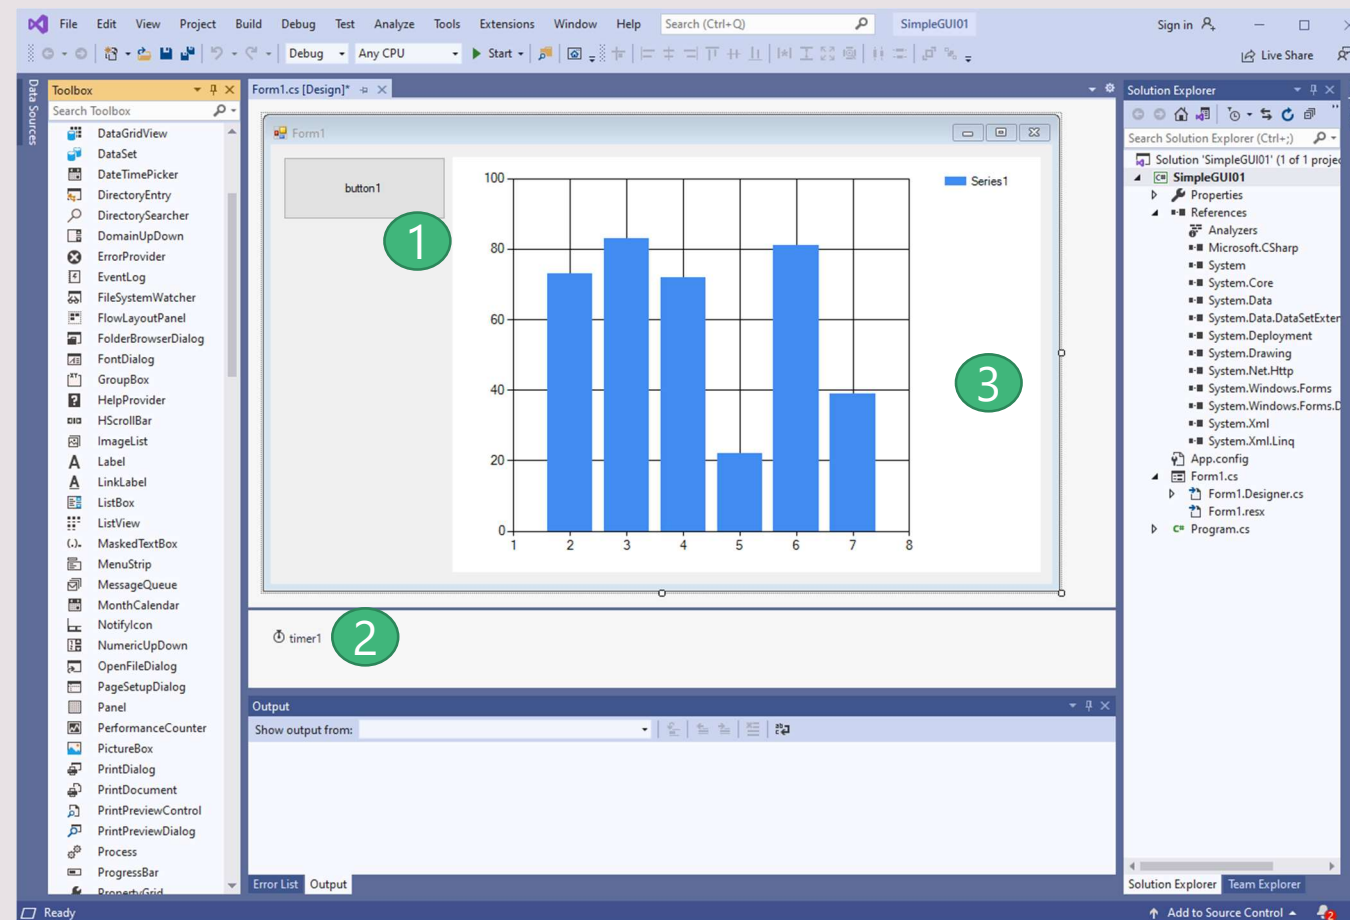 File Edit View Project Build Debug Test Analyze Tools Extensions Window Help Search (Ctrl+Q) SimpleGUI01 Sign in
Debug Any CPU Start Live Share
Data Sources
Toolbox
Search Toolbox
DataGridView
DataSet
DateTimePicker
DirectoryEntry
DirectorySearcher
DomainUpDown
ErrorProvider
EventLog
FileSystemWatcher
FlowLayoutPanel
FolderBrowserDialog
FontDialog
GroupBox
HelpProvider
HScrollBar
ImageList
Label
LinkLabel
ListBox
ListView
MaskedTextBox
MenuStrip
MessageQueue
MonthCalendar
NotifyIcon
NumericUpDown
OpenFileDialog
PageSetupDialog
Panel
PerformanceCounter
PictureBox
PrintDialog
PrintDocument
PrintPreviewControl
PrintPreviewDialog
Process
ProgressBar
PropertyGrid
Form1.cs [Design]*
Form1
button1
1
100
80
60
40
20
0
1 2 3 4 5 6 7 8
Series1
3
timer1
2
Output
Show output from:
Error List Output
Solution Explorer
Search Solution Explorer (Ctrl+;)
Solution 'SimpleGUI01' (1 of 1 projec
SimpleGUI01
Properties
References
Analyzers
Microsoft.CSharp
System
System.Core
System.Data
System.Data.DataSetExter
System.Deployment
System.Drawing
System.Net.Http
System.Windows.Forms
System.Windows.Forms.D
System.Xml
System.Xml.Linq
App.config
Form1.cs
Form1.Designer.cs
Form1.resx
C# Program.cs
Solution Explorer Team Explorer
Ready Add to Source Control 2